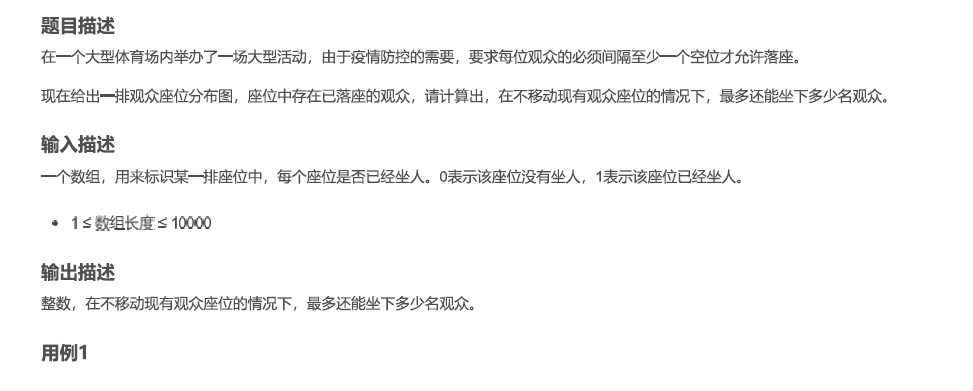 题目描述
在一个大型体育场内举办了一场大型活动，由于疫情防控的需要，要求每位观众的必须间隔至少一个空位才允许落座。
现在给出一排观众座位分布图，座位中存在已落座的观众，请计算出，在不移动现有观众座位的情况下，最多还能坐下多少名观众。
输入描述
一个数组，用来标识某一排座位中，每个座位是否已经坐人。0表示该座位没有坐人，1表示该座位已经坐人。
• 1 ≤ 数组长度 ≤ 10000
输出描述
整数，在不移动现有观众座位的情况下，最多还能坐下多少名观众。
用例1